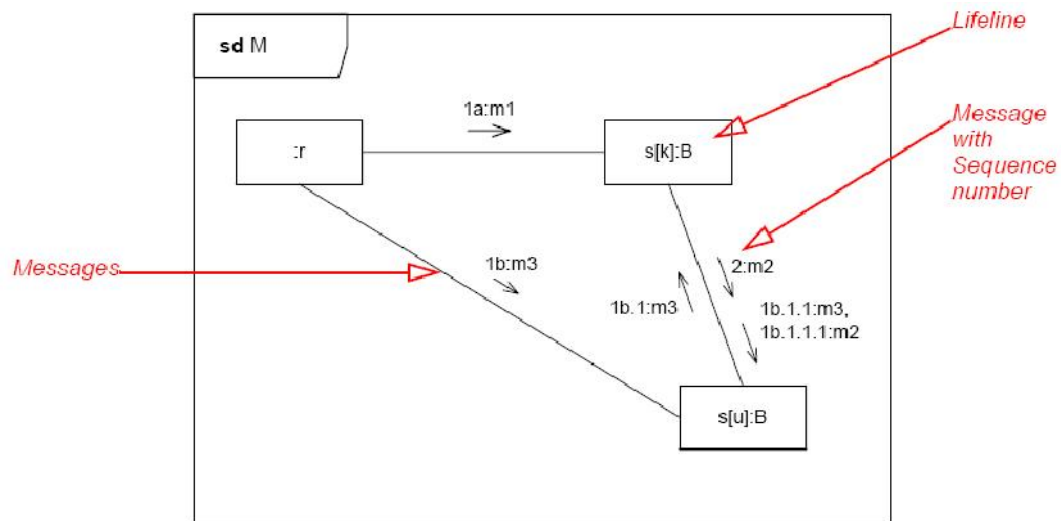 Lifeline
sd M
1a:m1
:r
s[k]:B
Message
with
Sequence
number
Messages
1b:m3
2:m2
1b.1:m3
1b.1.1:m3,
1b.1.1.1:m2
s[u]:B